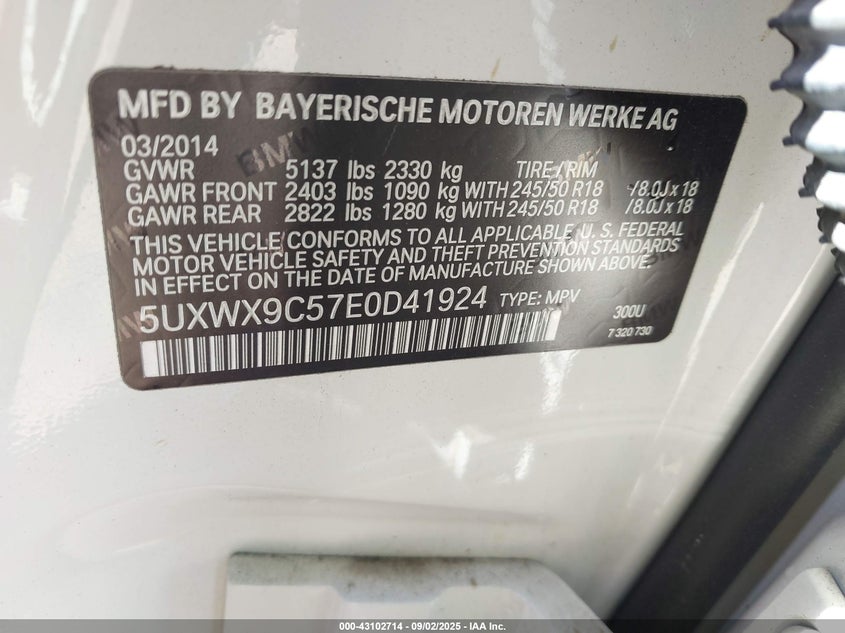 MFD BY BAYERISCHE MOTOREN WERKE AG
03/2014
GVWR 5137 lbs 2330 kg TIRE / RIM
GAWR FRONT 2403 lbs 1090 kg WITH 245/50 R18 /8.0J x 18
GAWR REAR 2822 lbs 1280 kg WITH 245/50 R18 /8.0J x 18
THIS VEHICLE CONFORMS TO ALL APPLICABLE U. S. FEDERAL
MOTOR VEHICLE SAFETY AND THEFT PREVENTION STANDARDS
IN EFFECT ON THE DATE OF MANUFACTURE SHOWN ABOVE.
5UXWX9C57E0D41924 TYPE: MPV 300U
7 320 730
000-43102714 - 09/02/2025 - IAA Inc.